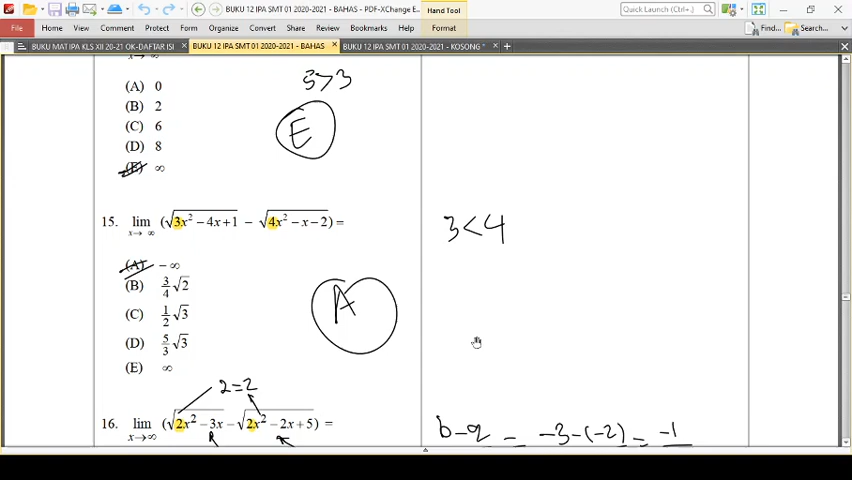 BUKU 12 IPA SMT 01 2020-2021 - BAHAS - PDF-XChange E...
Hand Tool
Quick Launch (Ctrl+.)
File Home View Comment Protect Form Organize Convert Share Review Bookmarks Help Format Find... Search...
BUKU MAT IPA KLS XII 20-21 OK-DAFTAR ISI × BUKU 12 IPA SMT 01 2020-2021 - BAHAS × BUKU 12 IPA SMT 01 2020-2021 - KOSONG * ×
x→∞
5>3
(A) 0
(B) 2
(C) 6
(D) 8
(E) ∞
E
15. lim x→∞ (√3x²−4x+1 − √4x²−x−2) =
3<4
(A) −∞
(B) 3/4 √2
(C) 1/2 √3
(D) 5/3 √3
(E) ∞
A
2=2
16. lim x→∞ (√2x²−3x − √2x²−2x+5) =
b-q = -3-(-2) = -1